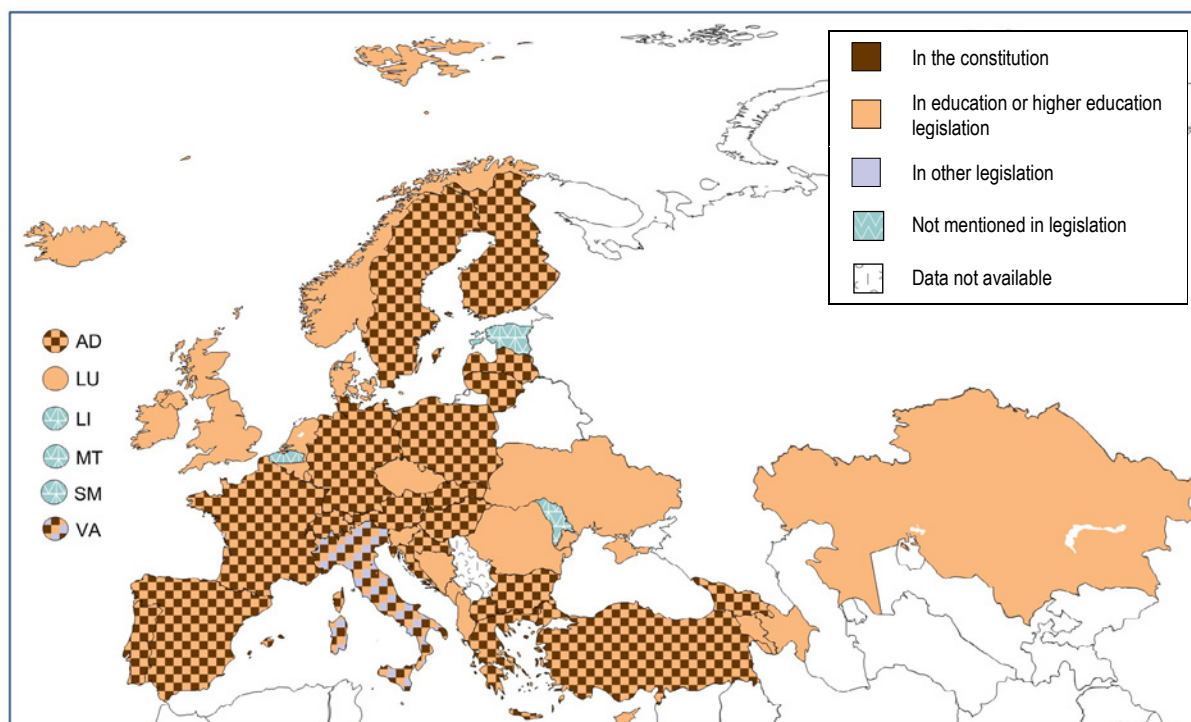 In the constitution
In education or higher education
legislation
In other legislation
Not mentioned in legislation
Data not available
AD
LU
LI
MT
SM
VA